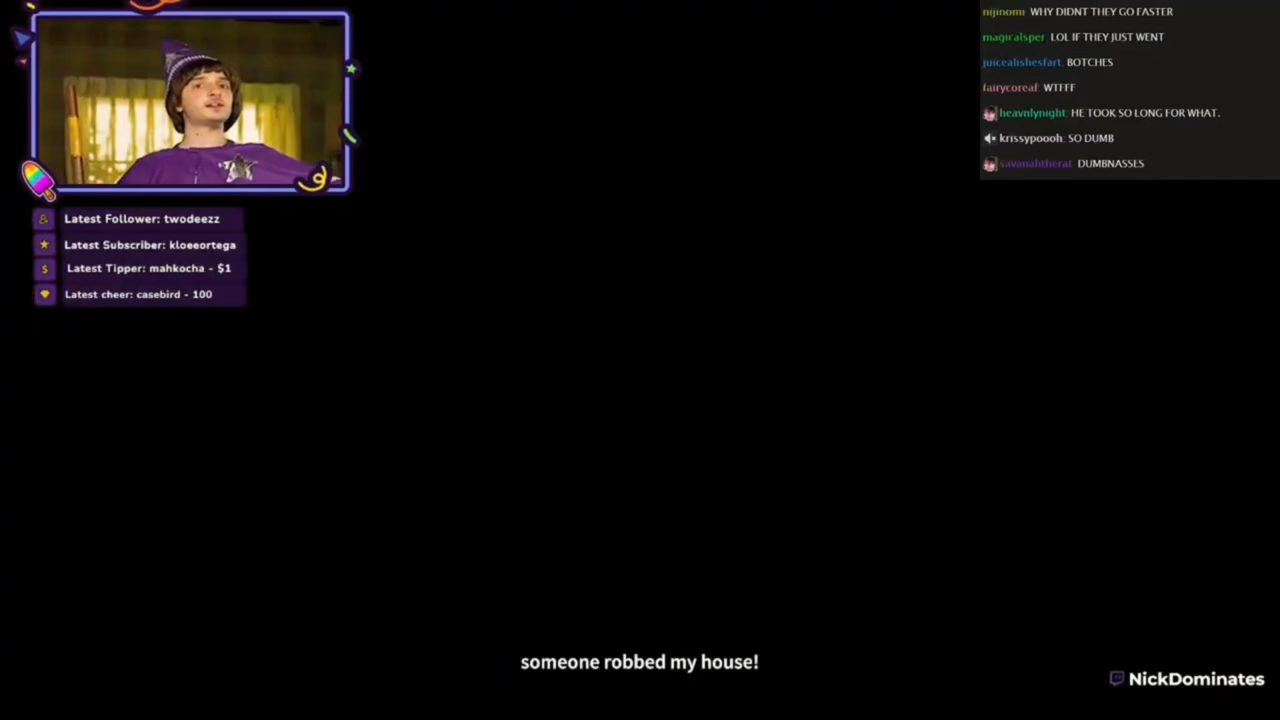 nijinomi: WHY DIDNT THEY GO FASTER
magicalsper: LOL IF THEY JUST WENT
juicealishesfart: BOTCHES
fairycoreaf: WTFFF
heavnlynight: HE TOOK SO LONG FOR WHAT.
krissypoooh: SO DUMB
savanahtherat: DUMBNASSES
Latest Follower: twodeezz
Latest Subscriber: kloeeortega
Latest Tipper: mahkocha - $1
Latest cheer: casebird - 100
someone robbed my house!
NickDominates